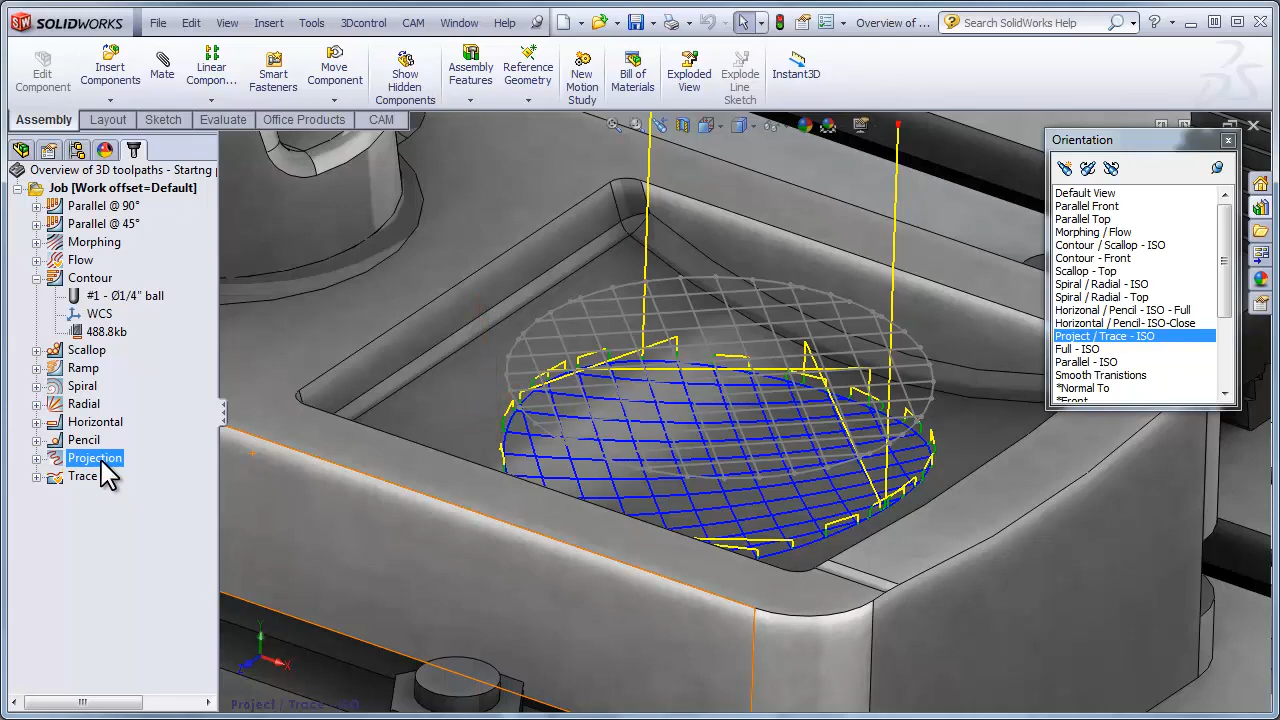 SOLIDWORKS
File Edit View Insert Tools 3Dcontrol CAM Window Help
Overview of ...
Search SolidWorks Help
Edit Component
Insert Components
Mate
Linear Compon...
Smart Fasteners
Move Component
Show Hidden Components
Assembly Features
Reference Geometry
New Motion Study
Bill of Materials
Exploded View
Explode Line Sketch
Instant3D
Assembly Layout Sketch Evaluate Office Products CAM
Overview of 3D toolpaths - Startng p
Job [Work offset=Default]
Parallel @ 90°
Parallel @ 45°
Morphing
Flow
Contour
#1 - Ø1/4" ball
WCS
488.8kb
Scallop
Ramp
Spiral
Radial
Horizontal
Pencil
Projection
Trace
Orientation
Default View
Parallel Front
Parallel Top
Morphing / Flow
Contour / Scallop - ISO
Contour - Front
Scallop - Top
Spiral / Radial - ISO
Spiral / Radial - Top
Horizonal / Pencil - ISO - Full
Horizontal / Pencil- ISO-Close
Project / Trace - ISO
Full - ISO
Parallel - ISO
Smooth Tranistions
*Normal To
*Front
Y
X
Z
Project / Trace - ISO